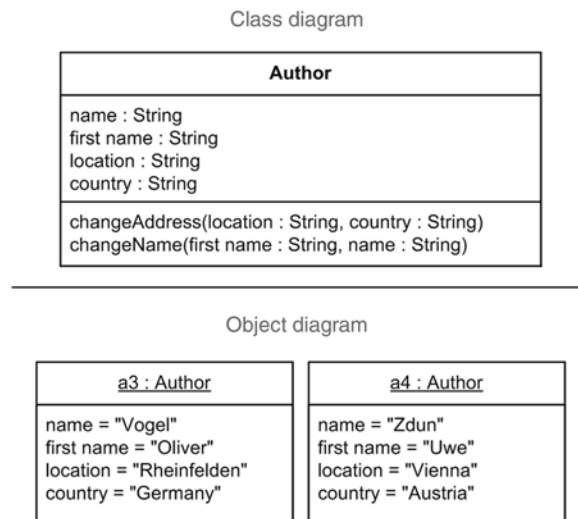 Class diagram
Author
name : String
first name : String
location : String
country : String
changeAddress(location : String, country : String)
changeName(first name : String, name : String)
Object diagram
a3 : Author
name = "Vogel"
first name = "Oliver"
location = "Rheinfelden"
country = "Germany"
a4 : Author
name = "Zdun"
first name = "Uwe"
location = "Vienna"
country = "Austria"